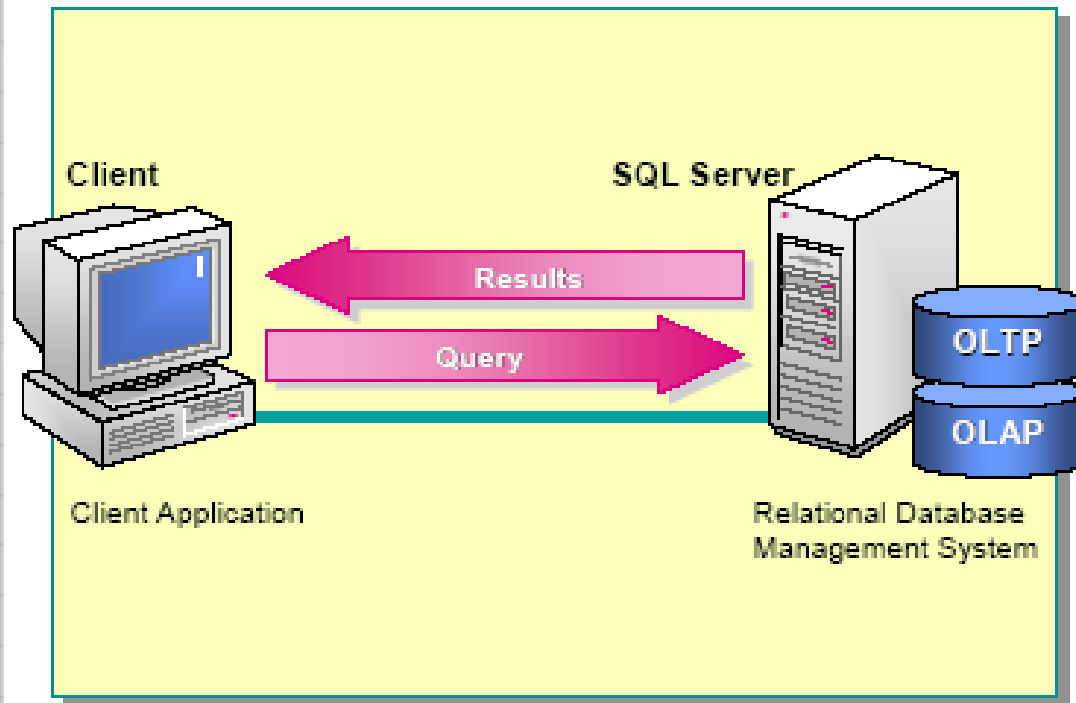 Client
SQL Server
Results
Query
OLTP
OLAP
Client Application
Relational Database
Management System